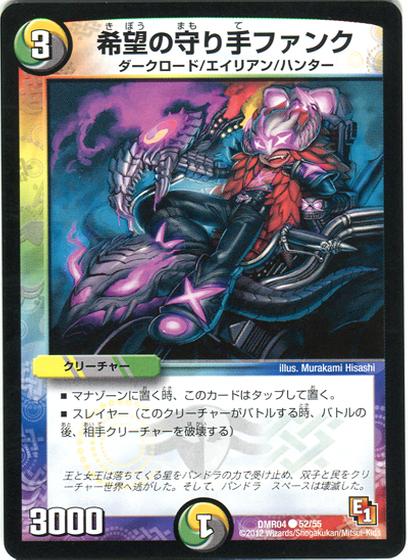 3
きぼう まも て
希望の守り手ファンク
ダークロード/エイリアン/ハンター
illus. Murakami Hisashi
クリーチャー
■ マナゾーンに置く時、このカードはタップして置く。
■ スレイヤー（このクリーチャーがバトルする時、バトルの
後、相手クリーチャーを破壊する）
王と女王は落ちてくる星をパンドラの力で受け止め、双子と民をクリ
ーチャー世界へ逃がした。そして、パンドラ スペースは壊滅した。
E1
3000
1
DMR04 ● 52/55
©2012 Wizards/Shogakukan/Mitsui-Kids